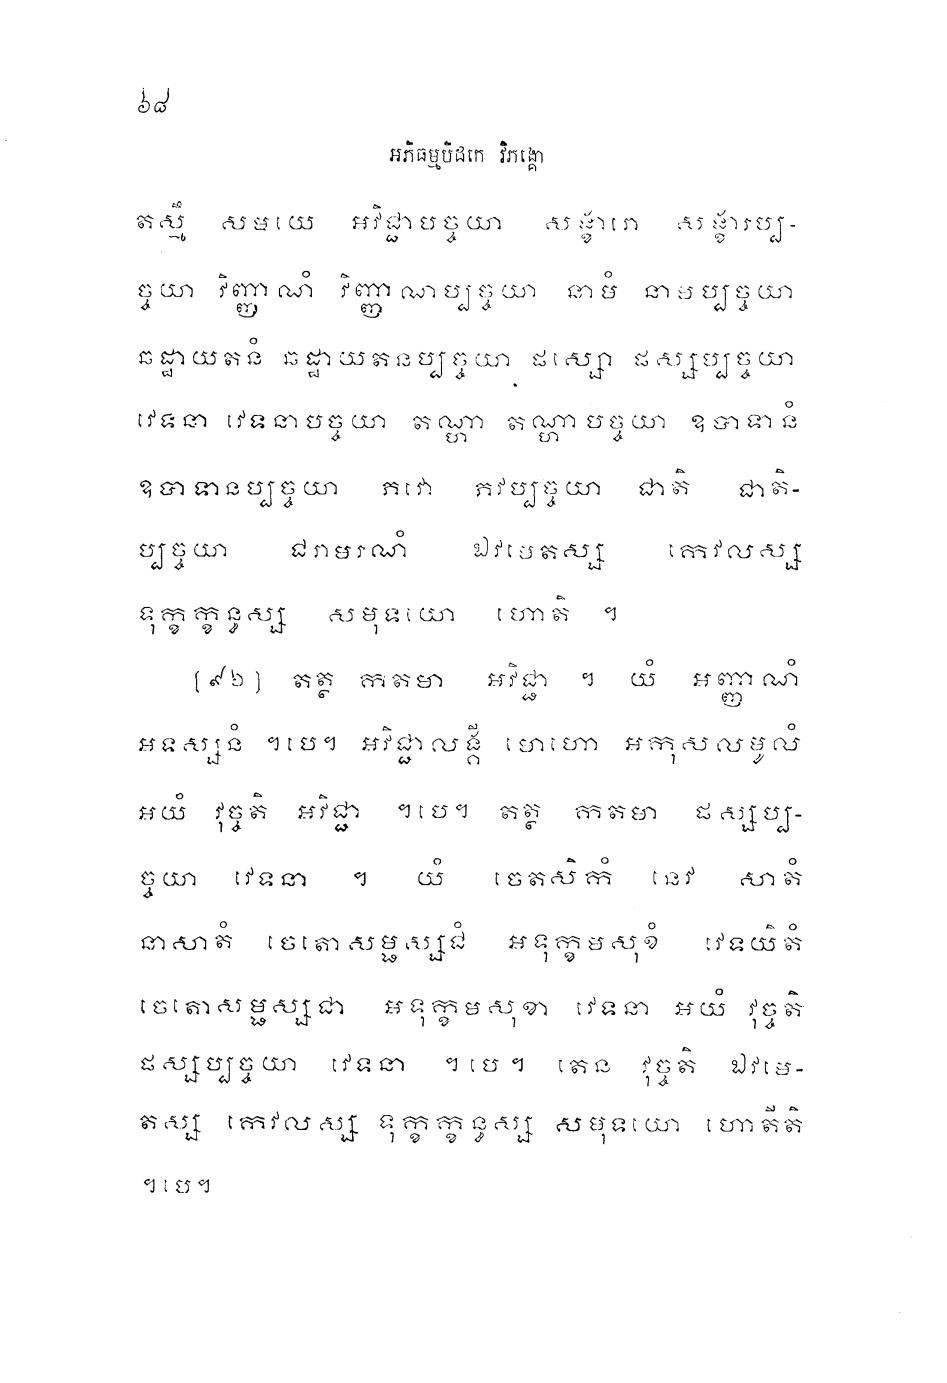 ៦៨
អភិធម្មបិដកេ វិភង្គោ
តស្មឹ សមយេ អវិជ្ជាបច្ចយា សង្ខារោ សង្ខារប្ប-
ច្ចយា វិញ្ញាណំ វិញ្ញាណប្បច្ចយា នាមំ នាមប្បច្ចយា
ឆដ្ឋាយតនំ ឆដ្ឋាយតនប្បច្ចយា ផស្សោ ផស្សប្បច្ចយា
វេទនា វេទនាបច្ចយា តណ្ហា តណ្ហាបច្ចយា ឧបាទានំ
ឧបាទានប្បច្ចយា ភវោ ភវប្បច្ចយា ជាតិ ជាតិ-
ប្បច្ចយា ជរាមរណំ ឯវមេតស្ស កេវលស្ស
ទុក្ខក្ខន្ធស្ស សមុទយោ ហោតិ ។
(៩៦) តត្ថ កតមា អវិជ្ជា ។ យំ អញ្ញាណំ
អទស្សនំ ។បេ។ អវិជ្ជាលង្គី មោហោ អកុសលមូលំ
អយំ វុច្ចតិ អវិជ្ជា ។បេ។ តត្ថ កតមា ផស្សប្ប-
ច្ចយា វេទនា ។ យំ ចេតសិកំ នេវ សាតំ
នាសាតំ ចេតោសម្ផស្សជំ អទុក្ខមសុខំ វេទយិតំ
ចេតោសម្ផស្សជា អទុក្ខមសុខា វេទនា អយំ វុច្ចតិ
ផស្សប្បច្ចយា វេទនា ។បេ។ តេន វុច្ចតិ ឯវមេ-
តស្ស កេវលស្ស ទុក្ខក្ខន្ធស្ស សមុទយោ ហោតីតិ
។បេ។